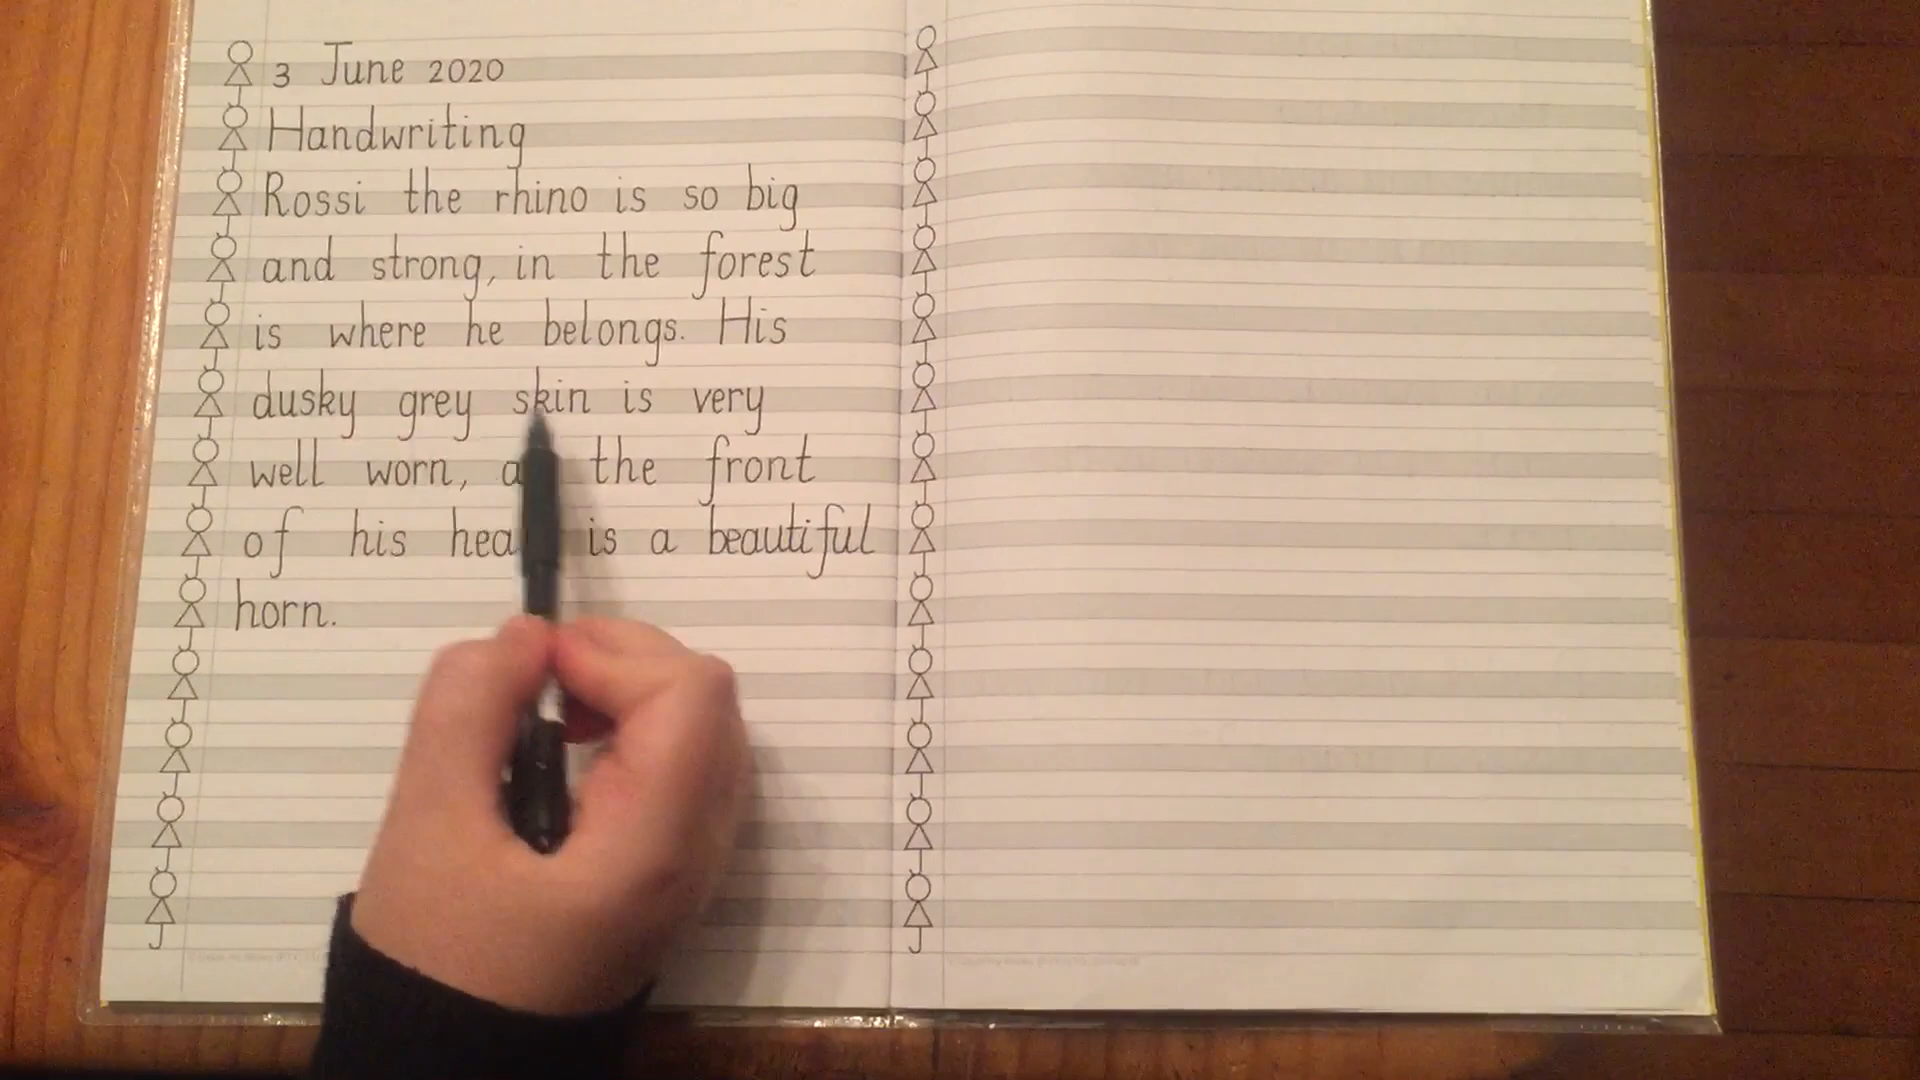 3 June 2020
Handwriting
Rossi the rhino is so big
and strong, in the forest
is where he belongs. His
dusky grey skin is very
well worn, the front
of his is a beautiful
horn.